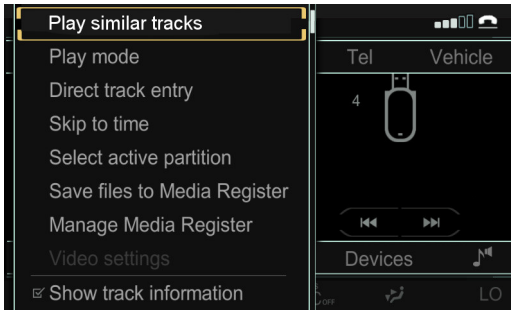 Play similar tracks
Play mode
Tel
Vehicle
Direct track entry
4
Skip to time
Select active partition
Save files to Media Register
Manage Media Register
Video settings
Devices
Show track information
OFF
LO